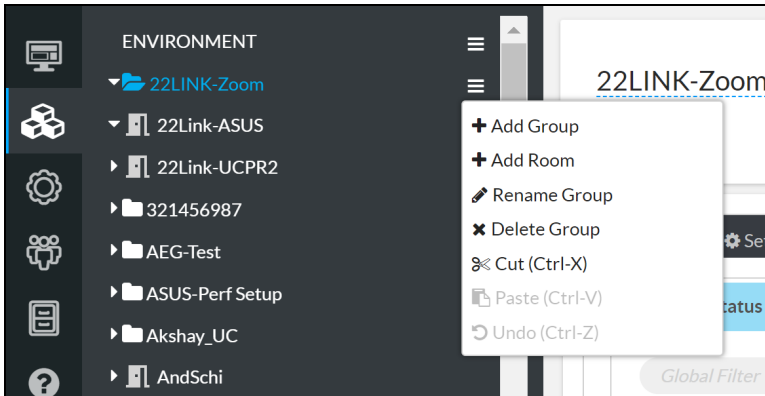 ENVIRONMENT
22LINK-Zoom
22Link-ASUS
22Link-UCPR2
321456987
AEG-Test
ASUS-Perf Setup
Akshay_UC
AndSchi
Add Group
Add Room
Rename Group
Delete Group
Cut (Ctrl-X)
Paste (Ctrl-V)
Undo (Ctrl-Z)
22LINK-Zoom
Se
tatus
Global Filter
?